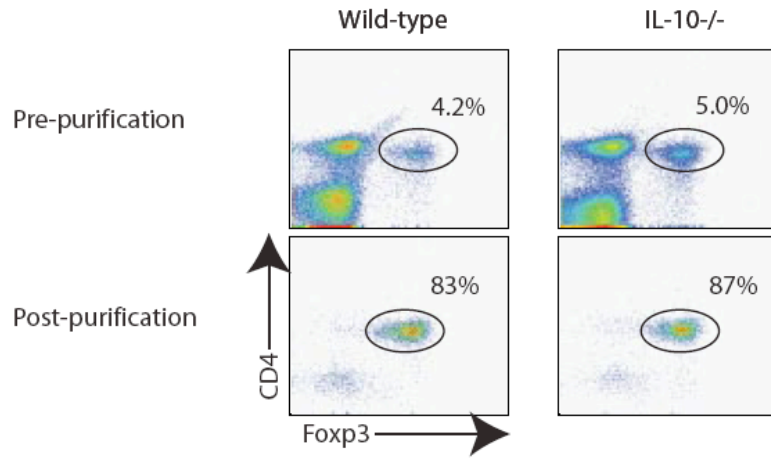 Wild-type IL-10-/-
Pre-purification 4.2% 5.0%
Post-purification 83% 87%
CD4
Foxp3